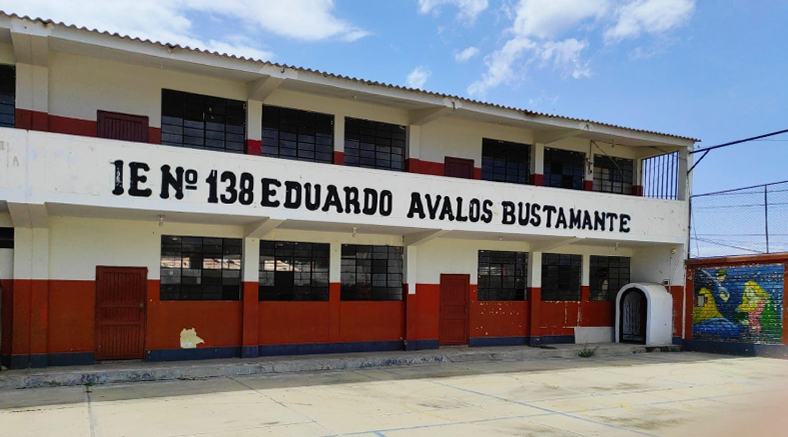 IE Nº 138 EDUARDO AVALOS BUSTAMANTE